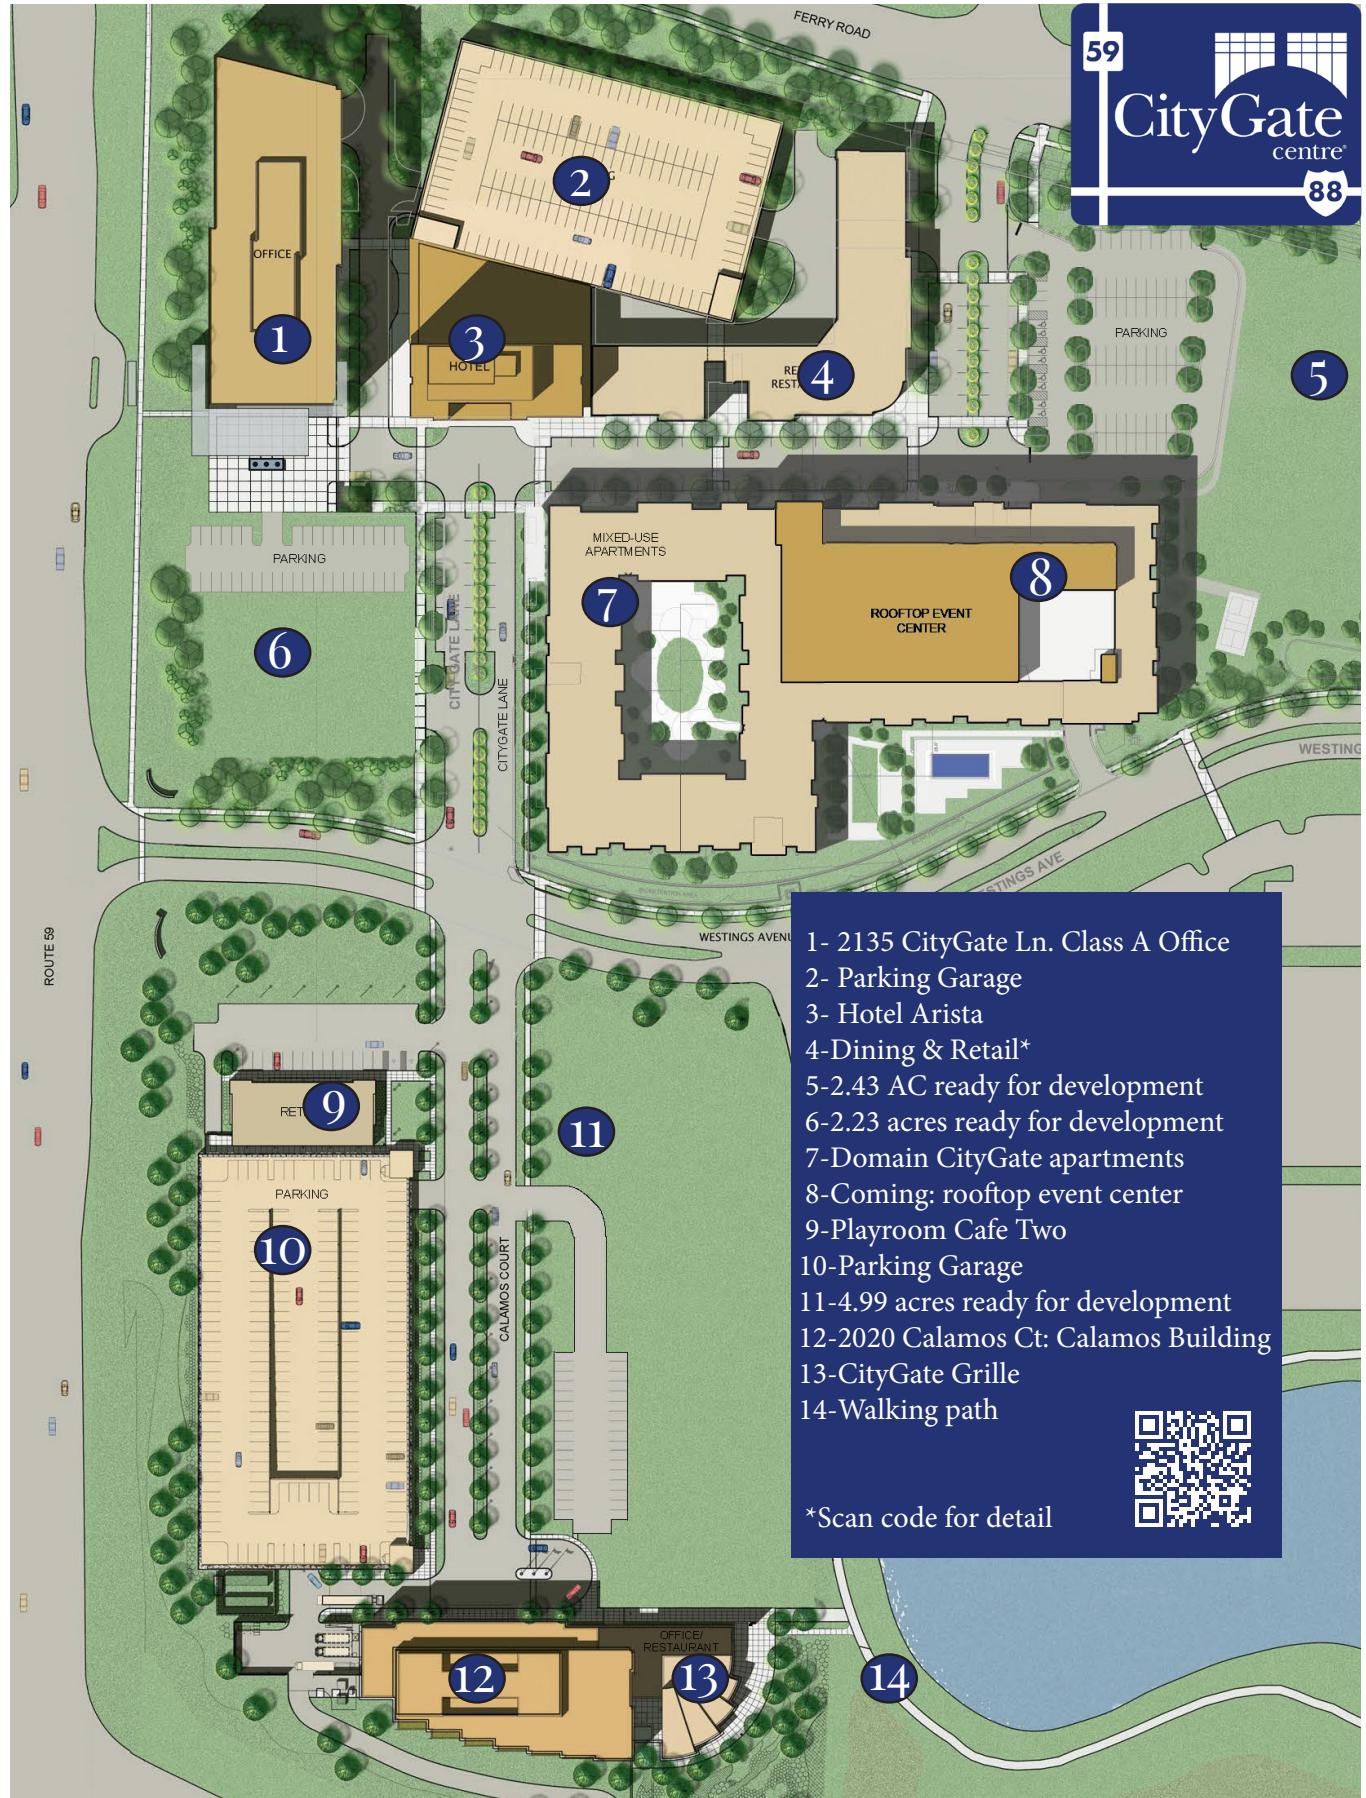 FERRY ROAD
59
CityGate
centre®
88
OFFICE
1
2
3
HOTEL
4
PARKING
5
MIXED-USE
APARTMENTS
PARKING
6
7
8
ROOFTOP EVENT
CENTER
CITYGATE LANE
CITYGATE LANE
WESTING
WESTINGS AVENU
STINGS AVE
ROUTE 59
1- 2135 CityGate Ln. Class A Office
2- Parking Garage
3- Hotel Arista
4-Dining & Retail*
5-2.43 AC ready for development
6-2.23 acres ready for development
7-Domain CityGate apartments
8-Coming: rooftop event center
9-Playroom Cafe Two
10-Parking Garage
11-4.99 acres ready for development
12-2020 Calamos Ct: Calamos Building
13-CityGate Grille
14-Walking path
*Scan code for detail
RET
9
11
PARKING
10
CALAMOS COURT
OFFICE/
RESTAURANT
12
13
14